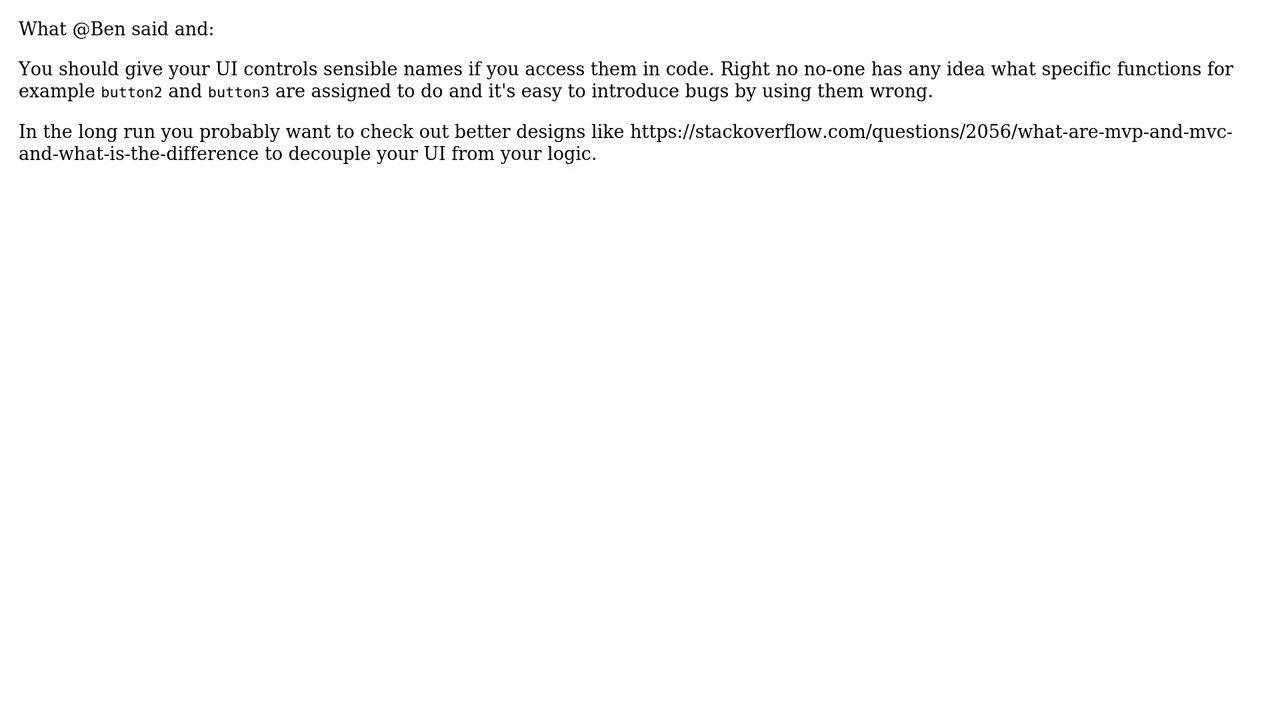 What @Ben said and:
You should give your UI controls sensible names if you access them in code. Right no no-one has any idea what specific functions for
example button2 and button3 are assigned to do and it's easy to introduce bugs by using them wrong.
In the long run you probably want to check out better designs like https://stackoverflow.com/questions/2056/what-are-mvp-and-mvc-
and-what-is-the-difference to decouple your UI from your logic.